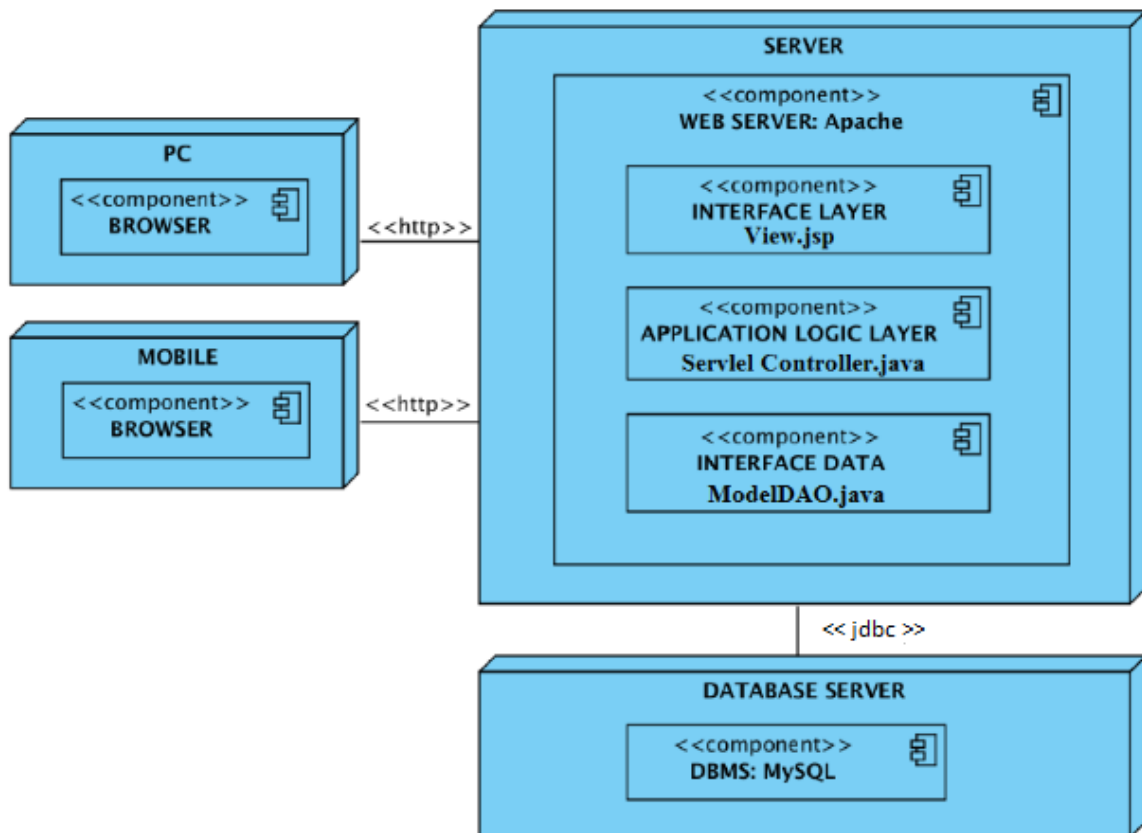 PC
<<component>>
BROWSER
<<http>>
MOBILE
<<component>>
BROWSER
<<http>>
SERVER
<<component>>
WEB SERVER: Apache
<<component>>
INTERFACE LAYER
View.jsp
<<component>>
APPLICATION LOGIC LAYER
Servlel Controller.java
<<component>>
INTERFACE DATA
ModelDAO.java
<< jdbc >>
DATABASE SERVER
<<component>>
DBMS: MySQL